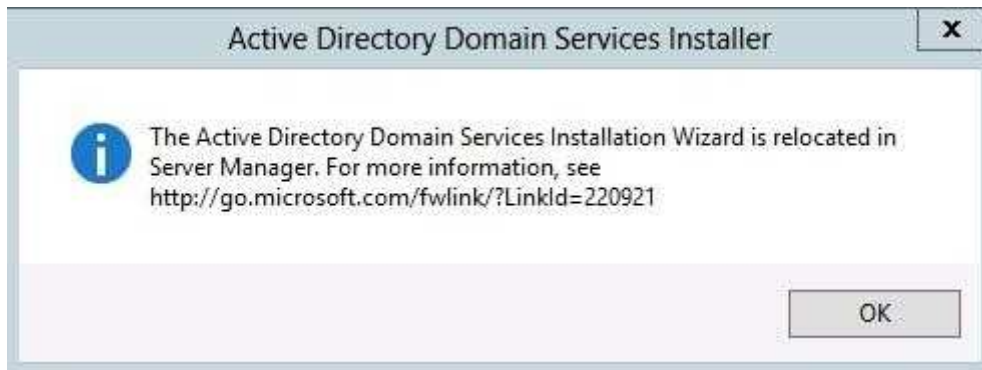 Active Directory Domain Services Installer
x
The Active Directory Domain Services Installation Wizard is relocated in
Server Manager. For more information, see
http://go.microsoft.com/fwlink/?LinkId=220921
OK